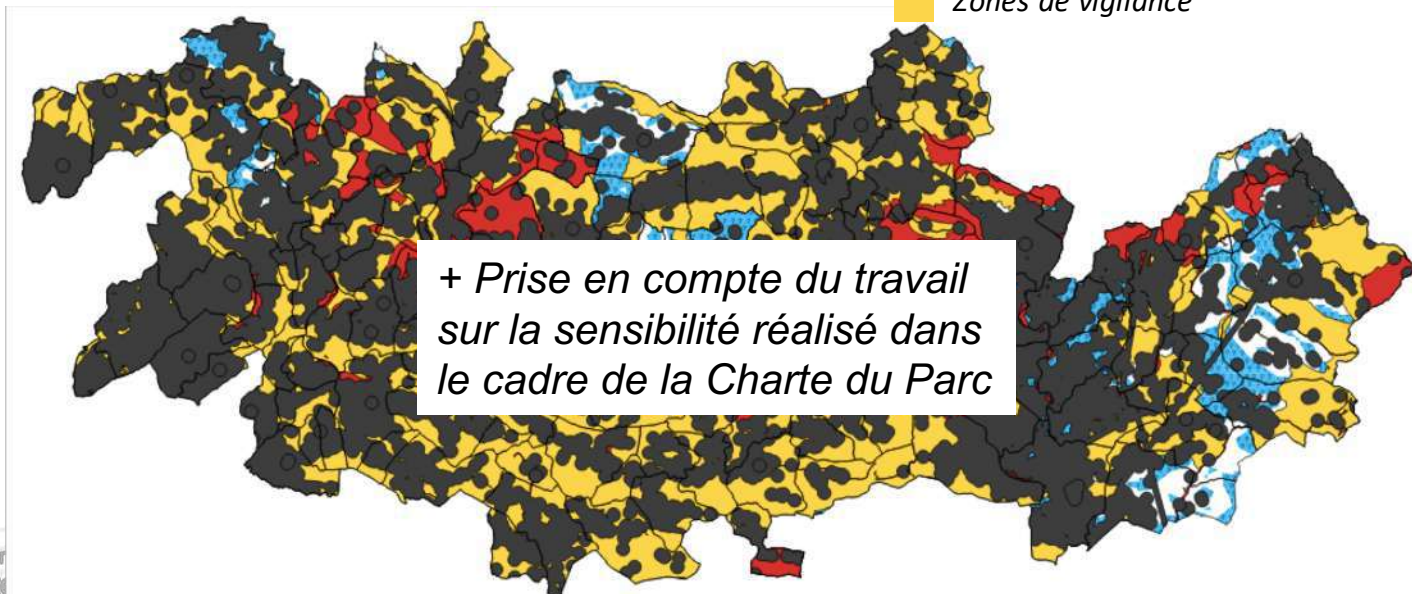 Zones de vigilance
+ Prise en compte du travail
sur la sensibilité réalisé dans
le cadre de la Charte du Parc